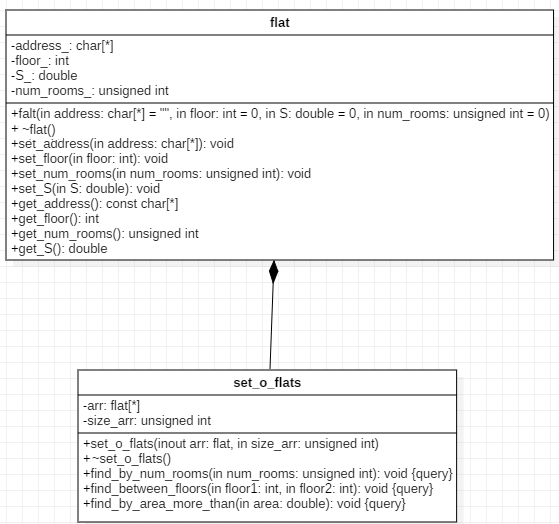 flat
-address_: char[*]
-floor_: int
-S_: double
-num_rooms_: unsigned int
+falt(in address: char[*] = "", in floor: int = 0, in S: double = 0, in num_rooms: unsigned int = 0)
+ ~flat()
+set_address(in address: char[*]): void
+set_floor(in floor: int): void
+set_num_rooms(in num_rooms: unsigned int): void
+set_S(in S: double): void
+get_address(): const char[*]
+get_floor(): int
+get_num_rooms(): unsigned int
+get_S(): double
set_o_flats
-arr: flat[*]
-size_arr: unsigned int
+set_o_flats(inout arr: flat, in size_arr: unsigned int)
+~set_o_flats()
+find_by_num_rooms(in num_rooms: unsigned int): void {query}
+find_between_floors(in floor1: int, in floor2: int): void {query}
+find_by_area_more_than(in area: double): void {query}